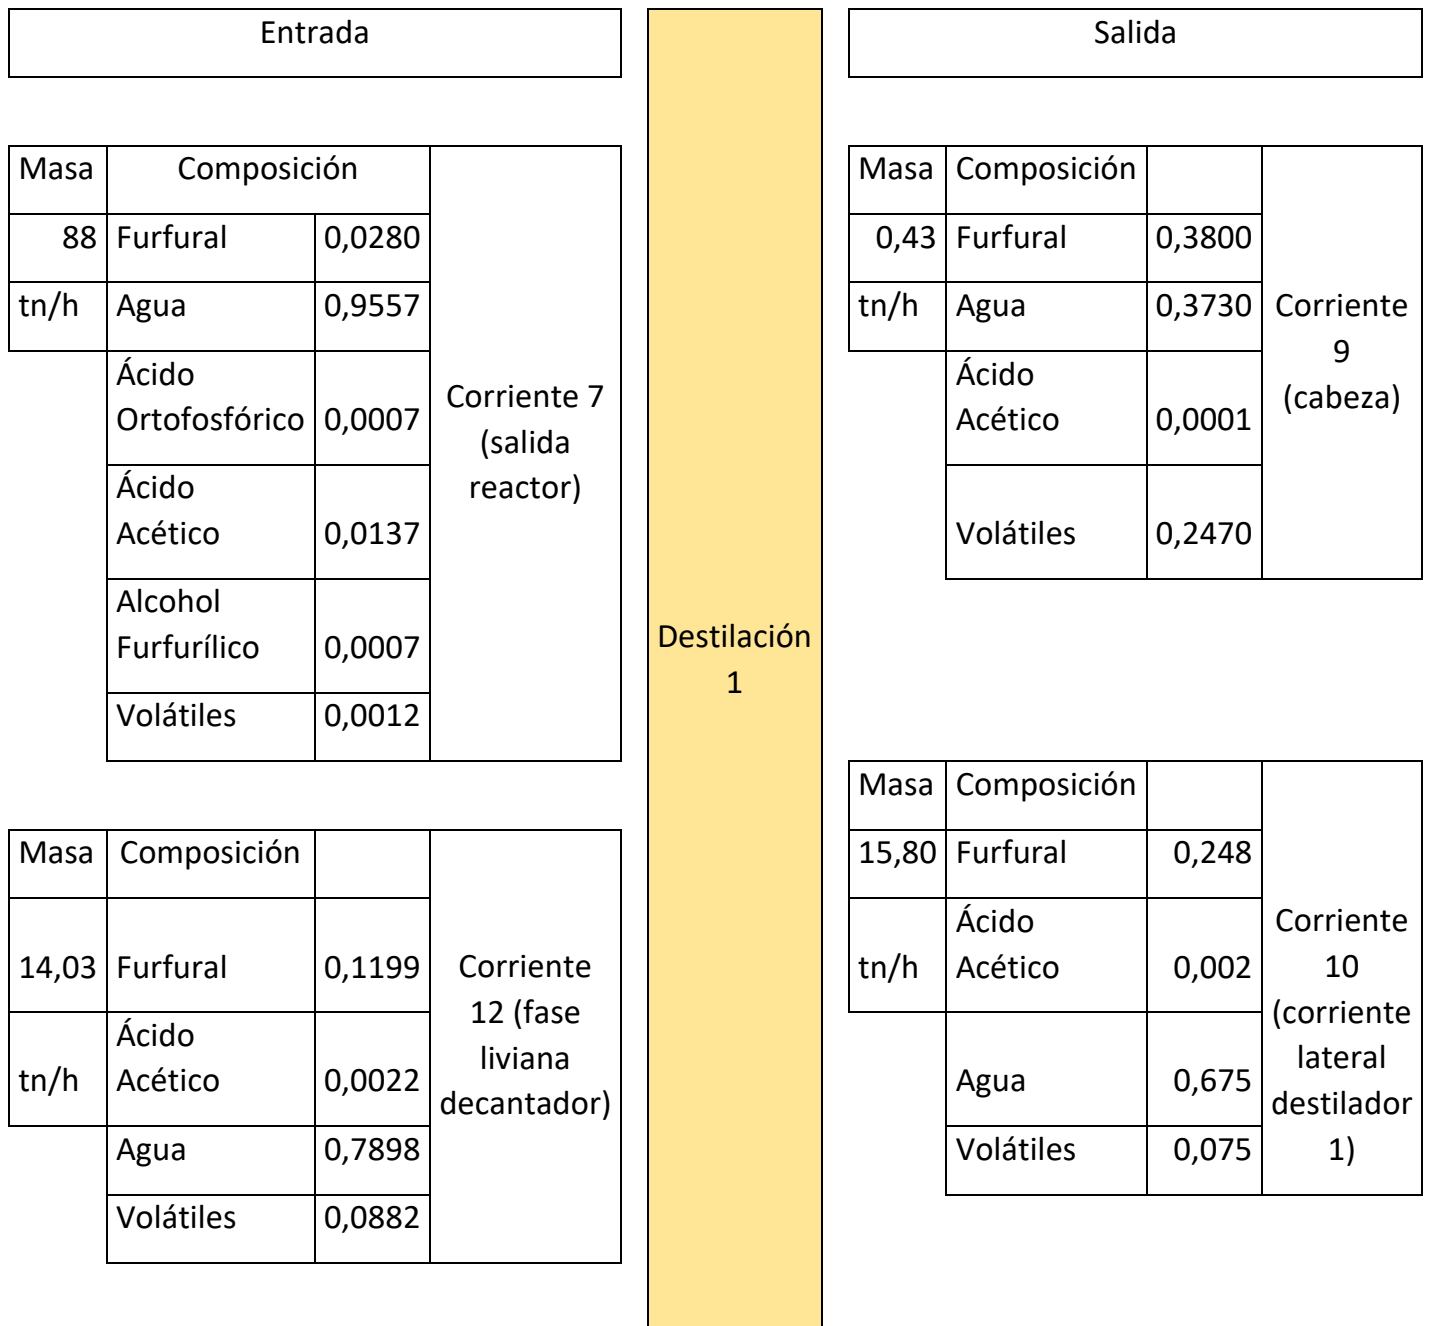 Entrada
Masa Composición
88 Furfural 0,0280
tn/h Agua 0,9557
Ácido
Ortofosfórico 0,0007
Ácido
Acético 0,0137
Alcohol
Furfurílico 0,0007
Volátiles 0,0012
Corriente 7
(salida
reactor)
Masa Composición
14,03 Furfural 0,1199
Ácido
tn/h Acético 0,0022
Agua 0,7898
Volátiles 0,0882
Corriente
12 (fase
liviana
decantador)
Destilación
1
Salida
Masa Composición
0,43 Furfural 0,3800
tn/h Agua 0,3730
Ácido
Acético 0,0001
Volátiles 0,2470
Corriente
9
(cabeza)
Masa Composición
15,80 Furfural 0,248
Ácido
tn/h Acético 0,002
Agua 0,675
Volátiles 0,075
Corriente
10
(corriente
lateral
destilador
1)